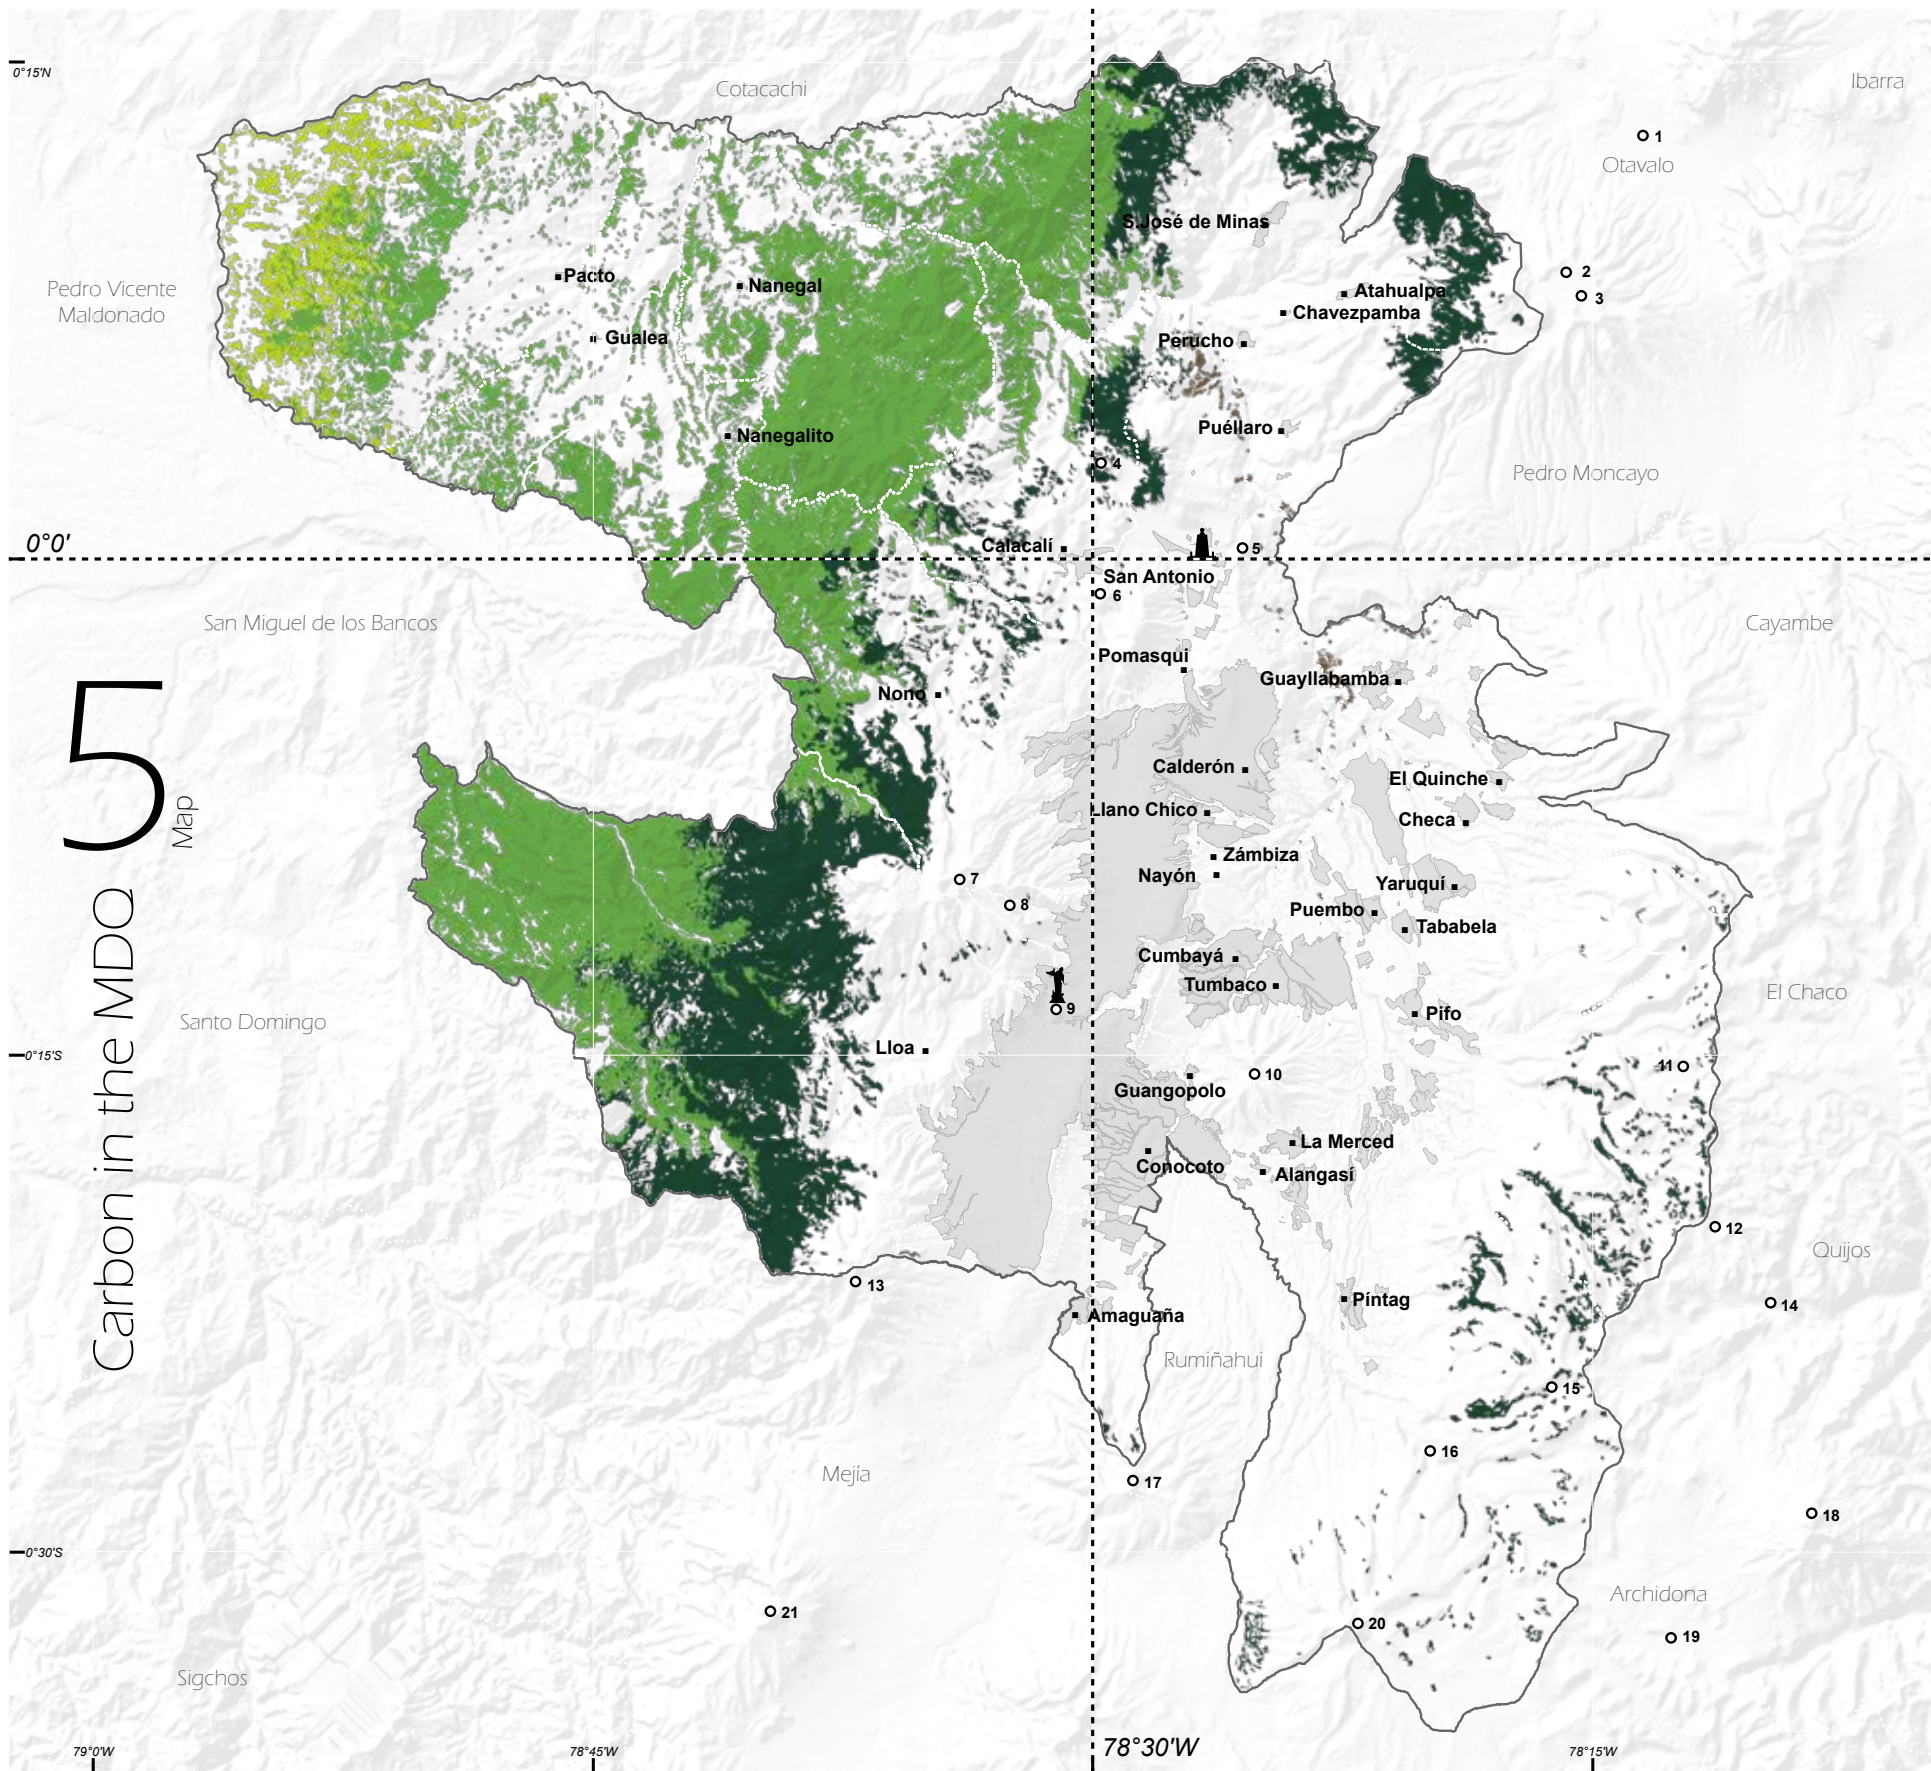 0°15'N
Cotacachi
Ibarra
1
Otavalo
S.José de Minas
Pacto
Nanegal
2
3
Pedro Vicente
Maldonado
Atahualpa
Chavezpamba
Gualea
Perucho
Nanegalito
Puéllaro
4
Pedro Moncayo
0°0'
Calacalí
5
San Antonio
6
San Miguel de los Bancos
Cayambe
Pomasqui
Guayllabamba
Nono
5
Map
Carbon in the MDQ
Calderón
El Quinche
Llano Chico
Checa
Zámbiza
Nayón
7
Yaruquí
8
Puembo
Tababela
Cumbayá
Tumbaco
El Chaco
9
Pifo
Santo Domingo
Lloa
0°15'S
10
11
Guangopolo
La Merced
Conocoto
Alangasí
12
Quijos
13
Píntag
14
Amaguaña
Rumiñahui
15
16
Mejía
17
18
0°30'S
Archidona
21
20
19
Sigchos
79°0'W
78°45'W
78°30'W
78°15'W